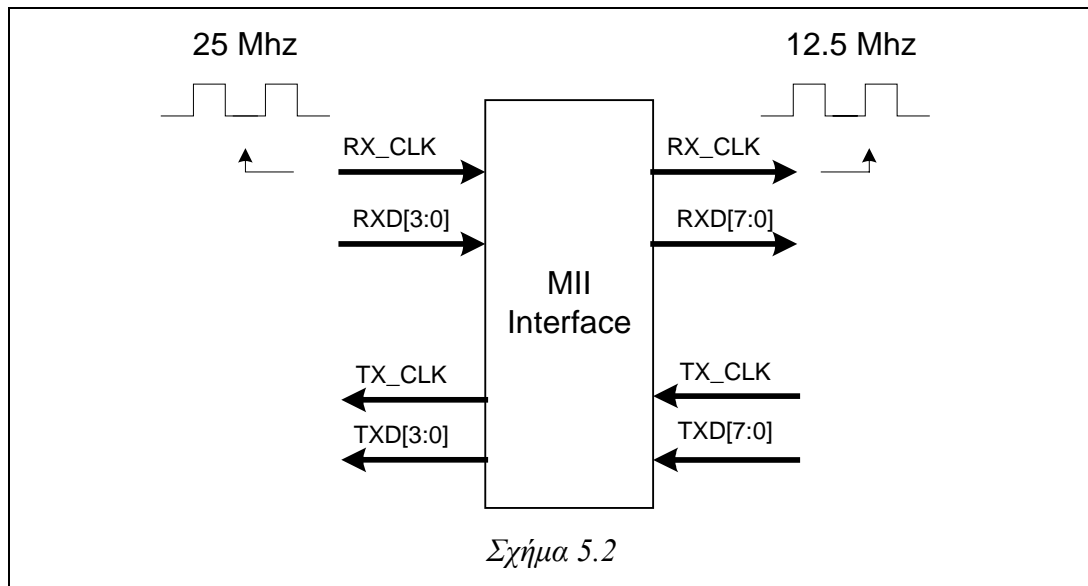 25 Mhz
12.5 Mhz
RX_CLK
RX_CLK
RXD[3:0]
RXD[7:0]
MII
Interface
TX_CLK
TX_CLK
TXD[3:0]
TXD[7:0]
Σχήμα 5.2